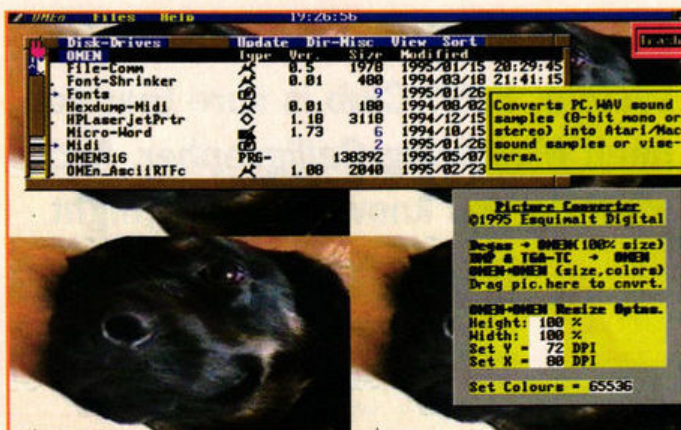 OMEn Files Help 19:26:56
Trash
Disk-Drives Update Dir-Misc View Sort
OMEN Type Ver. Size Modified
File-Comm 0.5 1978 1995/01/15 20:29:45
Font-Shrinker 0.01 480 1994/03/18 21:41:15
Fonts 9 1995/01/26
Hexdump-Midi 0.01 180 1994/08/02
HPLaserjetPrtr 1.18 3118 1994/12/15
Micro-Word 1.73 6 1994/10/15
Midi 2 1995/01/26
OMEN316 PRG- 138392 1995/05/07
OMEn_AsciiRTFc 1.08 2040 1995/02/23
Converts PC.WAV sound
samples (8-bit mono or
stereo) into Atari/Mac
sound samples or vise-
versa.
Picture Converter
©1995 Esquimalt Digital
Degas → OMEN(100% size)
BMP & TGA-TC → OMEN
OMEN→OMEN (size,colors)
Drag pic.here to cnvrt.
OMEN→OMEN Resize Optns.
Height: 100 %
Width: 100 %
Set Y = 72 DPI
Set X = 80 DPI
Set Colours = 65536